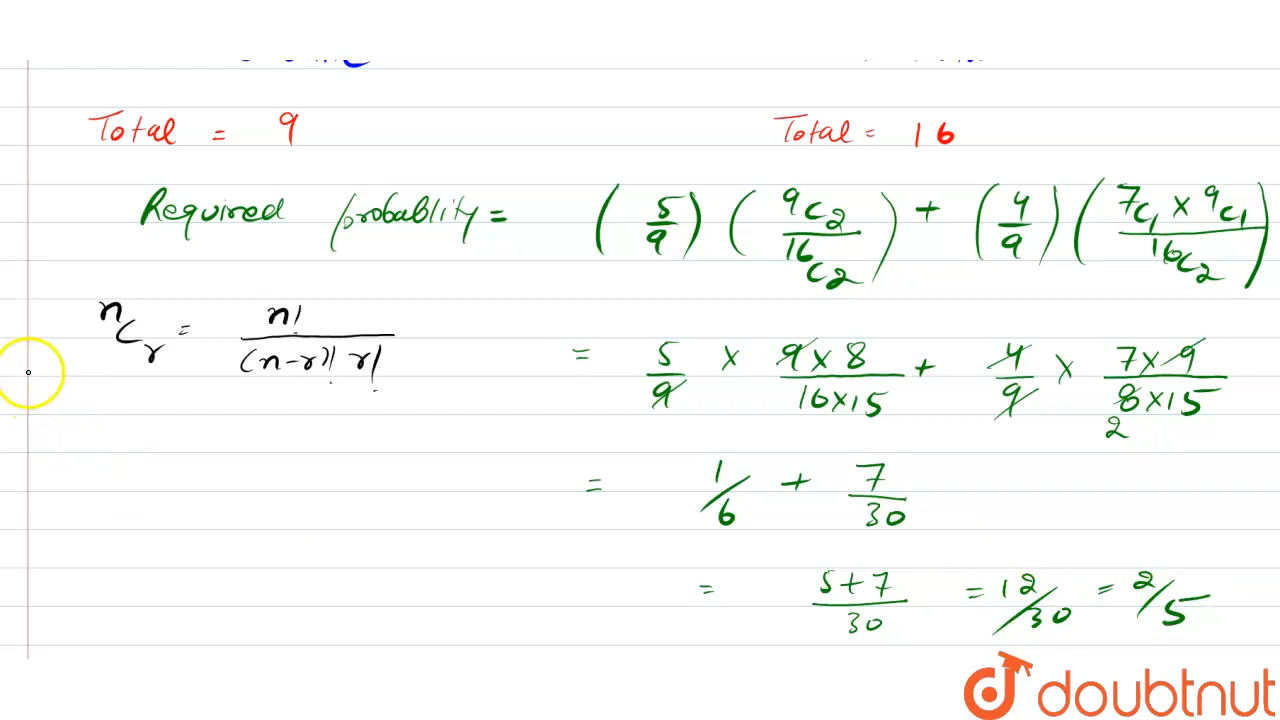 Total = 9
Total = 16
Required probablity = (5/9) (9C2/16C2) + (4/9) (7C1 × 9C1/16C2)
nCr = n!/(n-r)! r!
= 5/9 × 9×8/16×15 + 4/9 × 7×9/8×15
2
= 1/6 + 7/30
= 5+7/30 = 12/30 = 2/5
doubtnut